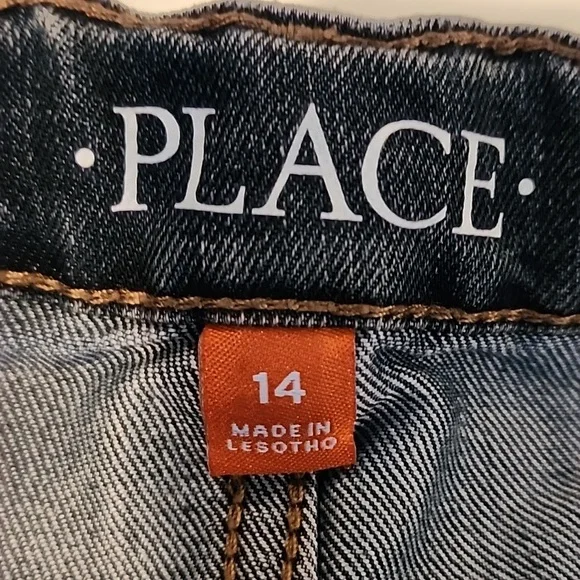 ·PLACE·
14
MADE IN
LESOTHO